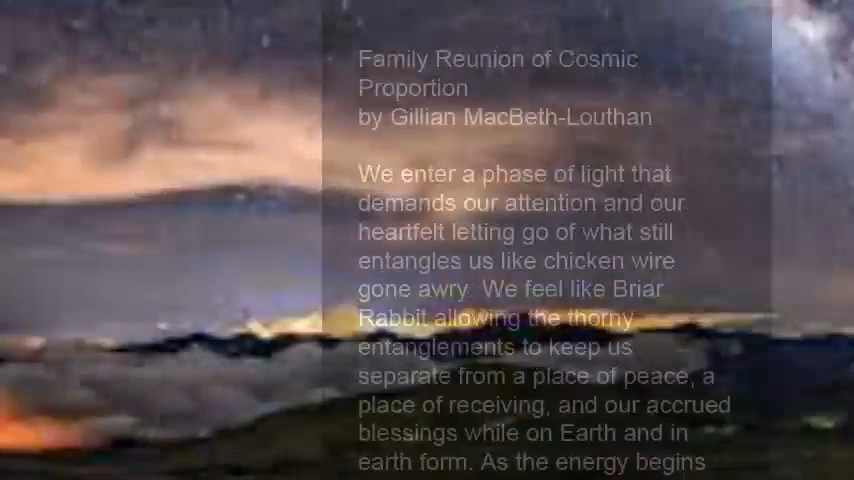 Family Reunion of Cosmic
Proportion
by Gillian MacBeth-Louthan
We enter a phase of light that
demands our attention and our
heartfelt letting go of what still
entangles us like chicken wire
gone awry. We feel like Briar
Rabbit allowing the thorny
entanglements to keep us
separate from a place of peace, a
place of receiving, and our accrued
blessings while on Earth and in
earth form. As the energy begins